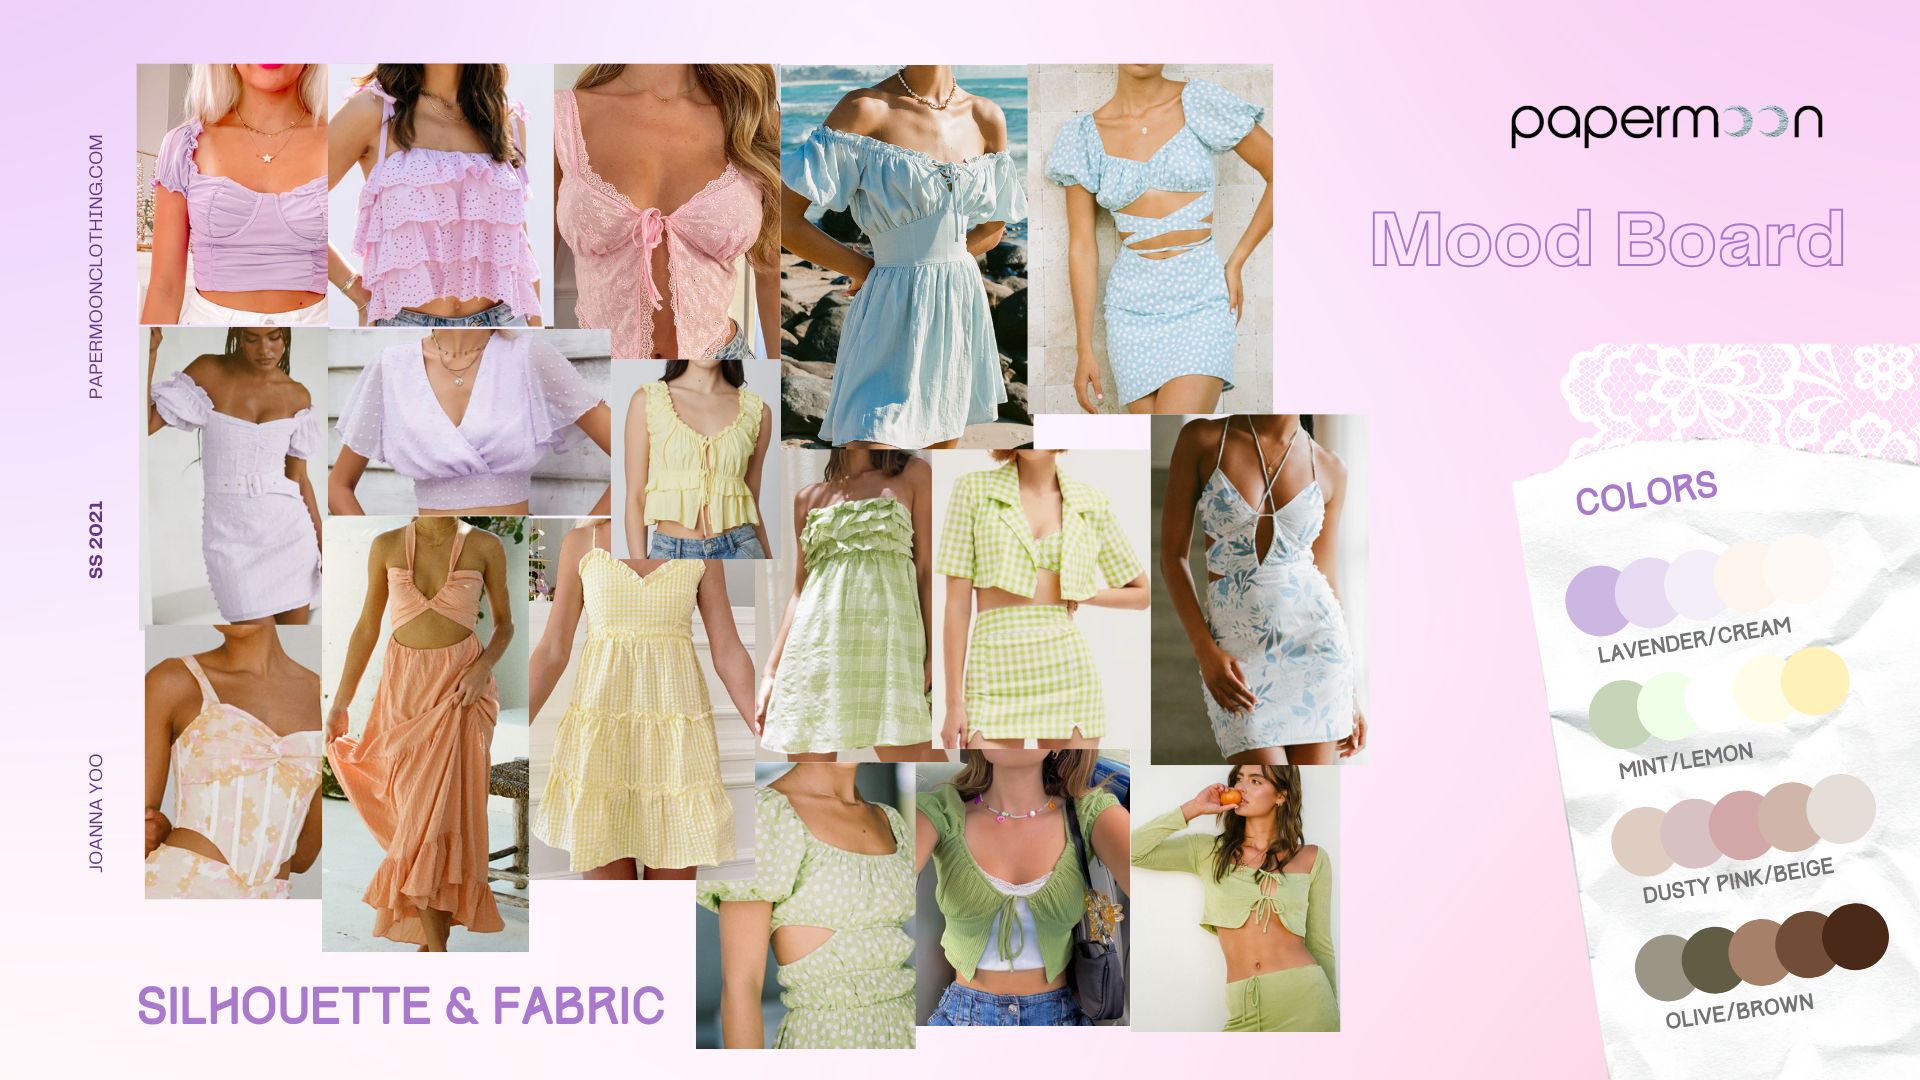 PAPERMOONCLOTHING.COM
SS 2021
JOANNA YOO
papermoon
Mood Board
COLORS
LAVENDER/CREAM
MINT/LEMON
DUSTY PINK/BEIGE
OLIVE/BROWN
SILHOUETTE & FABRIC